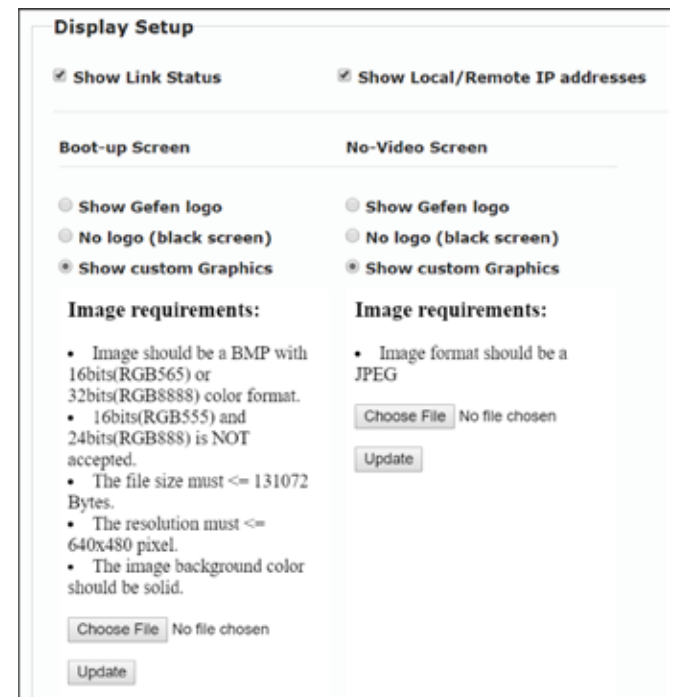 Display Setup
Show Link Status
Show Local/Remote IP addresses
Boot-up Screen
Show Gefen logo
No logo (black screen)
Show custom Graphics
Image requirements:
• Image should be a BMP with
16bits(RGB565) or
32bits(RGB8888) color format.
• 16bits(RGB555) and
24bits(RGB888) is NOT
accepted.
• The file size must <= 131072
Bytes.
• The resolution must <=
640x480 pixel.
• The image background color
should be solid.
Choose File No file chosen
Update
No-Video Screen
Show Gefen logo
No logo (black screen)
Show custom Graphics
Image requirements:
• Image format should be a
JPEG
Choose File No file chosen
Update